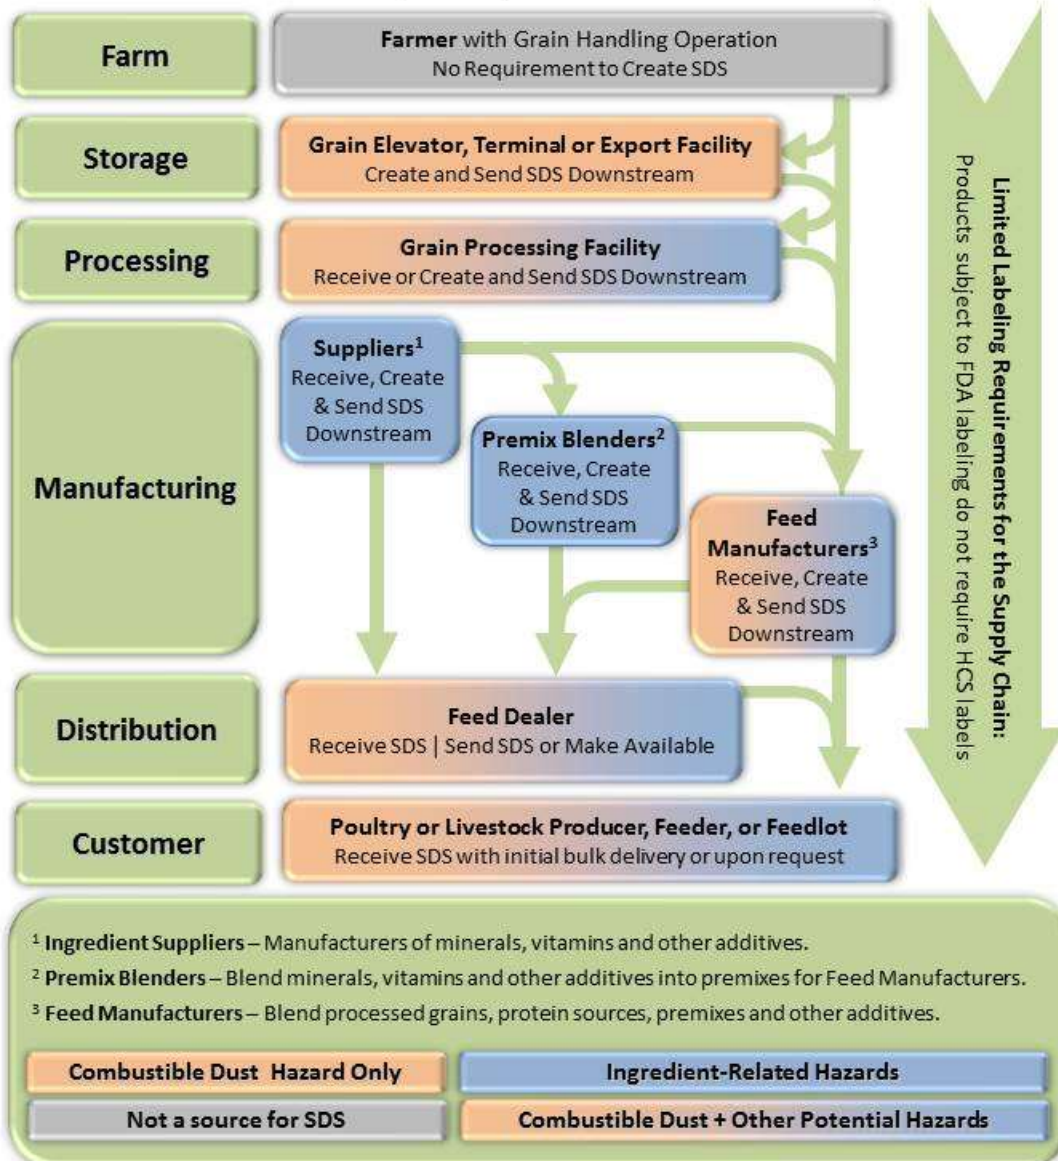 Farm
Farmer with Grain Handling Operation
No Requirement to Create SDS
Storage
Grain Elevator, Terminal or Export Facility
Create and Send SDS Downstream
Processing
Grain Processing Facility
Receive or Create and Send SDS Downstream
Manufacturing
Suppliers¹
Receive, Create
& Send SDS
Downstream
Premix Blenders²
Receive, Create
& Send SDS
Downstream
Feed
Manufacturers³
Receive, Create
& Send SDS
Downstream
Distribution
Feed Dealer
Receive SDS | Send SDS or Make Available
Customer
Poultry or Livestock Producer, Feeder, or Feedlot
Receive SDS with initial bulk delivery or upon request
Limited Labeling Requirements for the Supply Chain:
Products subject to FDA labeling do not require HCS labels
¹ Ingredient Suppliers – Manufacturers of minerals, vitamins and other additives.
² Premix Blenders – Blend minerals, vitamins and other additives into premixes for Feed Manufacturers.
³ Feed Manufacturers – Blend processed grains, protein sources, premixes and other additives.
Combustible Dust Hazard Only
Ingredient-Related Hazards
Not a source for SDS
Combustible Dust + Other Potential Hazards